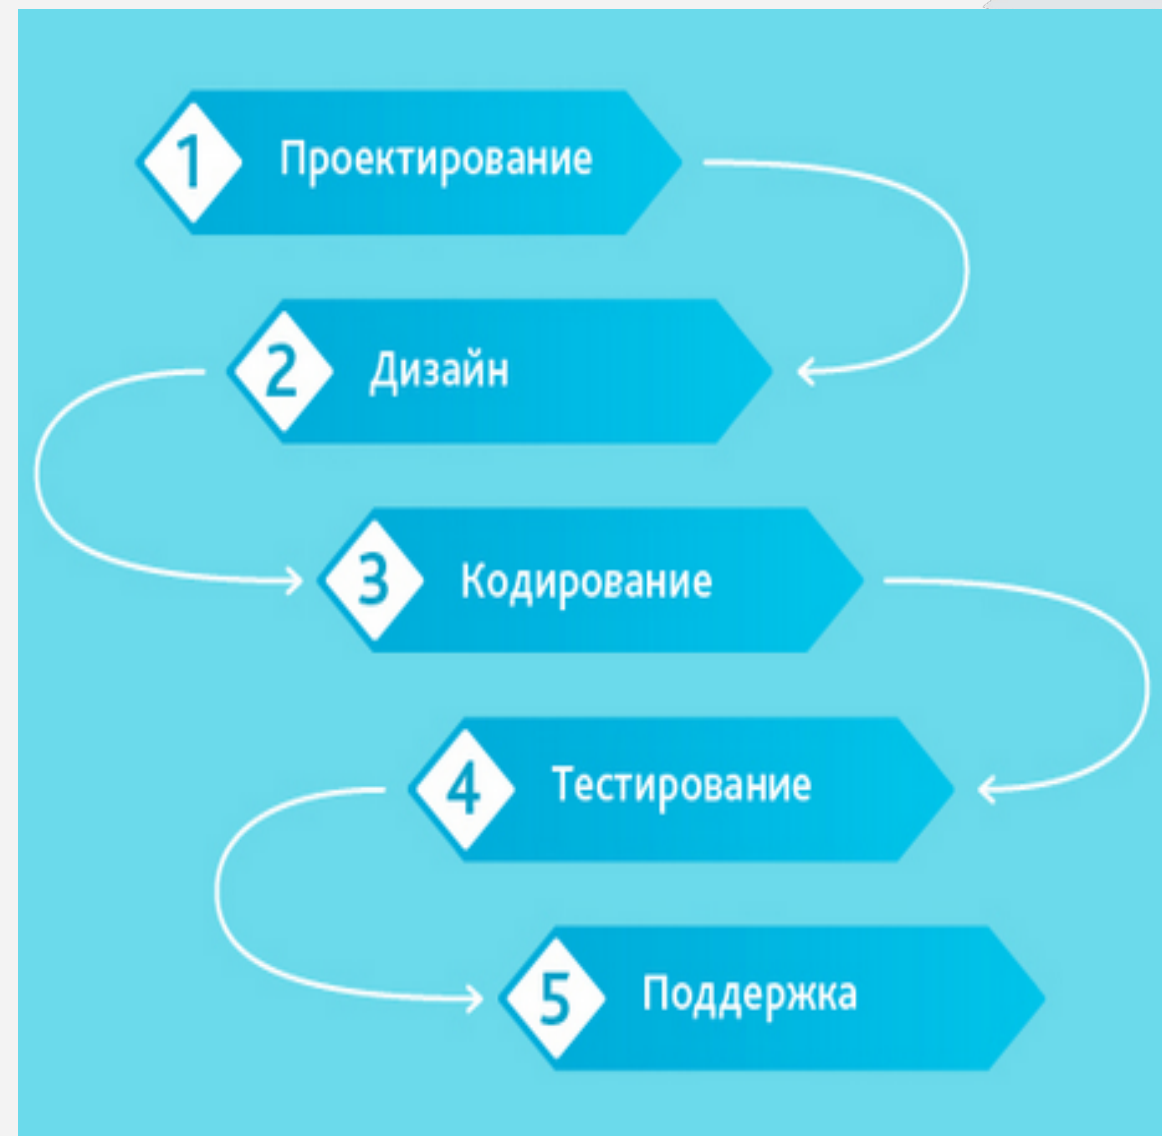 1 Проектирование
2 Дизайн
3 Кодирование
4 Тестирование
5 Поддержка